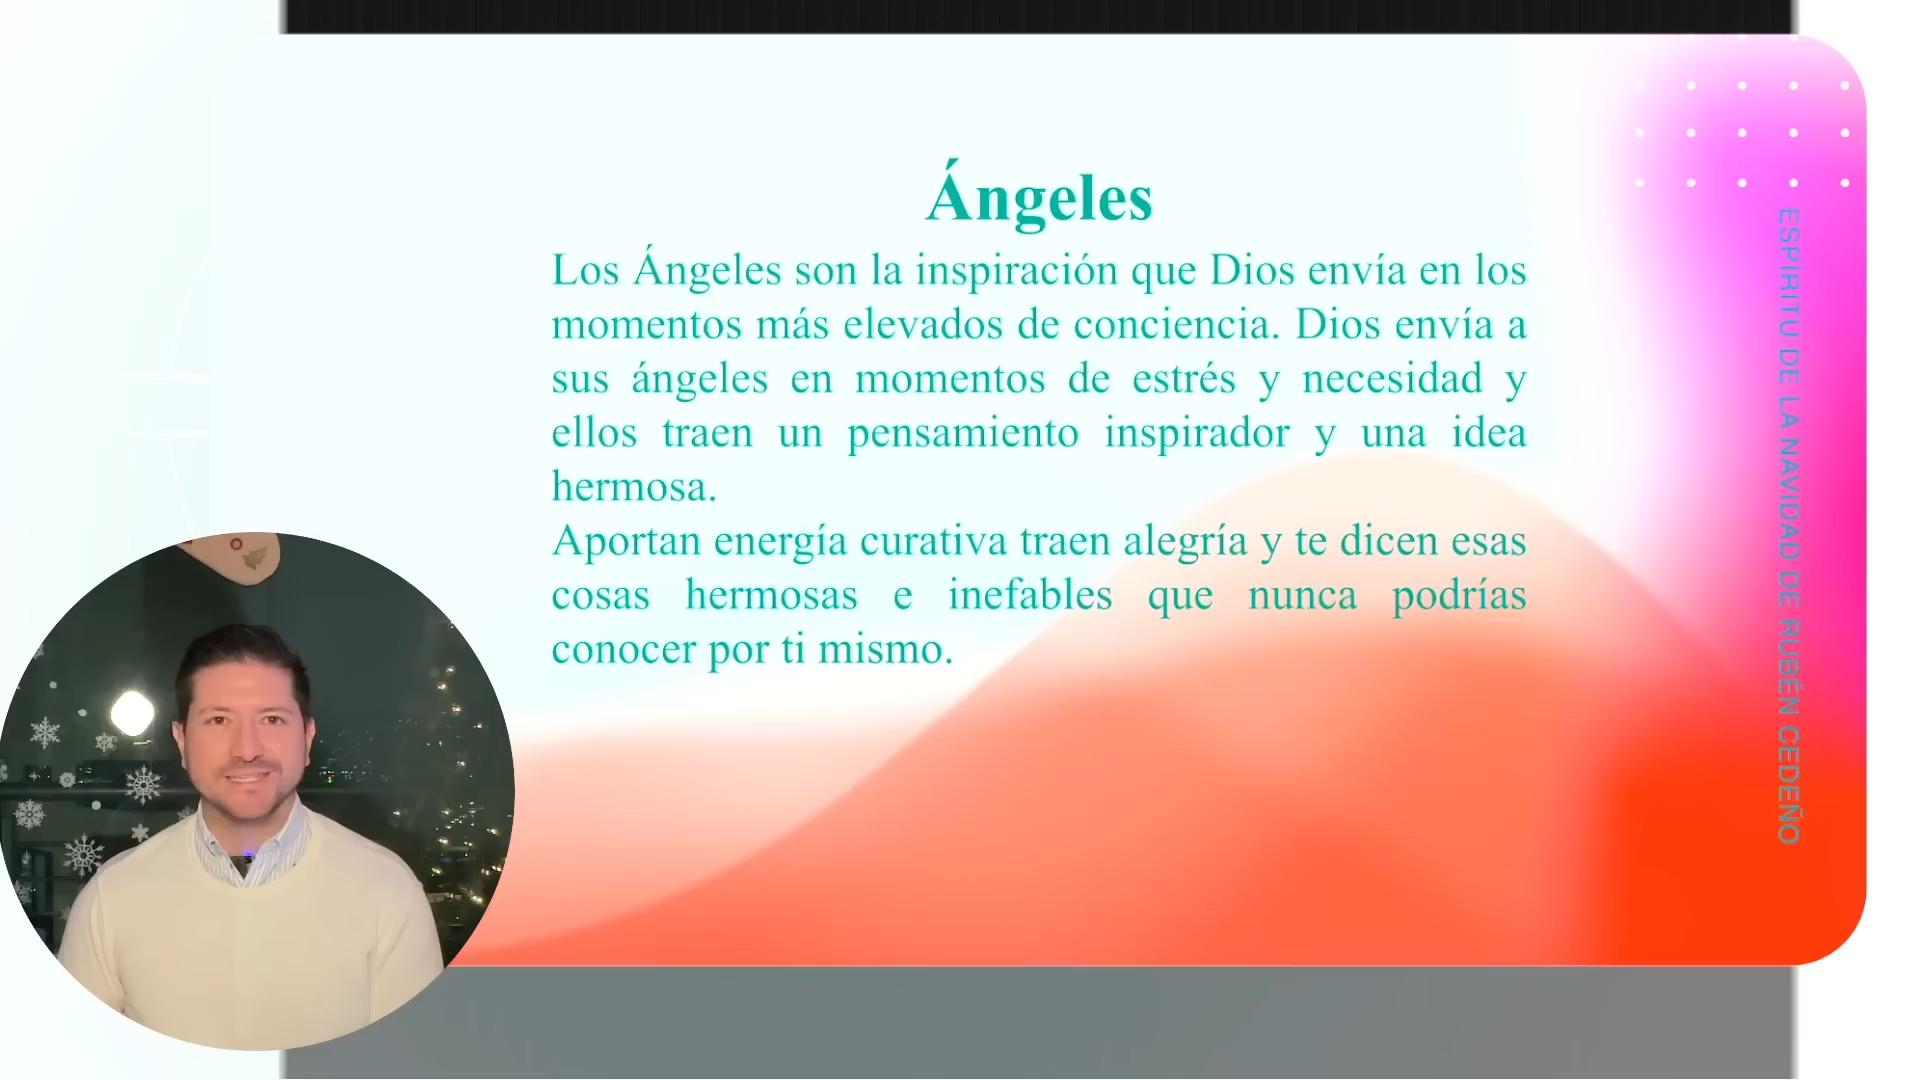 Ángeles
Los Ángeles son la inspiración que Dios envía en los
momentos más elevados de conciencia. Dios envía a
sus ángeles en momentos de estrés y necesidad y
ellos traen un pensamiento inspirador y una idea
hermosa.
Aportan energía curativa traen alegría y te dicen esas
cosas hermosas e inefables que nunca podrías
conocer por ti mismo.
ESPIRITU DE LA NAVIDAD DE RUBÉN CEDEÑO